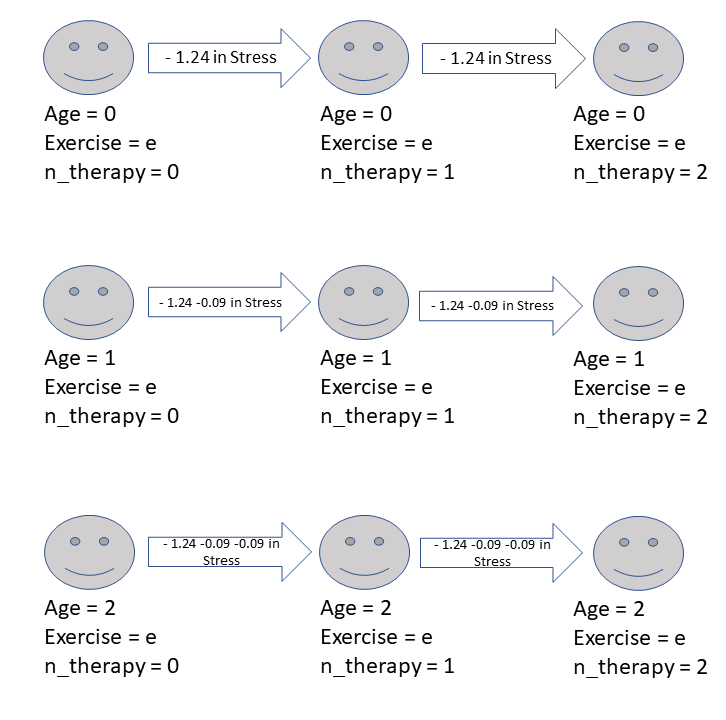 - 1.24 in Stress
- 1.24 in Stress
Age = 0
Exercise = e
n_therapy = 0
Age = 0
Exercise = e
n_therapy = 1
Age = 0
Exercise = e
n_therapy = 2
- 1.24 -0.09 in Stress
- 1.24 -0.09 in Stress
Age = 1
Exercise = e
n_therapy = 0
Age = 1
Exercise = e
n_therapy = 1
Age = 1
Exercise = e
n_therapy = 2
- 1.24 -0.09 -0.09 in
Stress
- 1.24 -0.09 -0.09 in
Stress
Age = 2
Exercise = e
n_therapy = 0
Age = 2
Exercise = e
n_therapy = 1
Age = 2
Exercise = e
n_therapy = 2